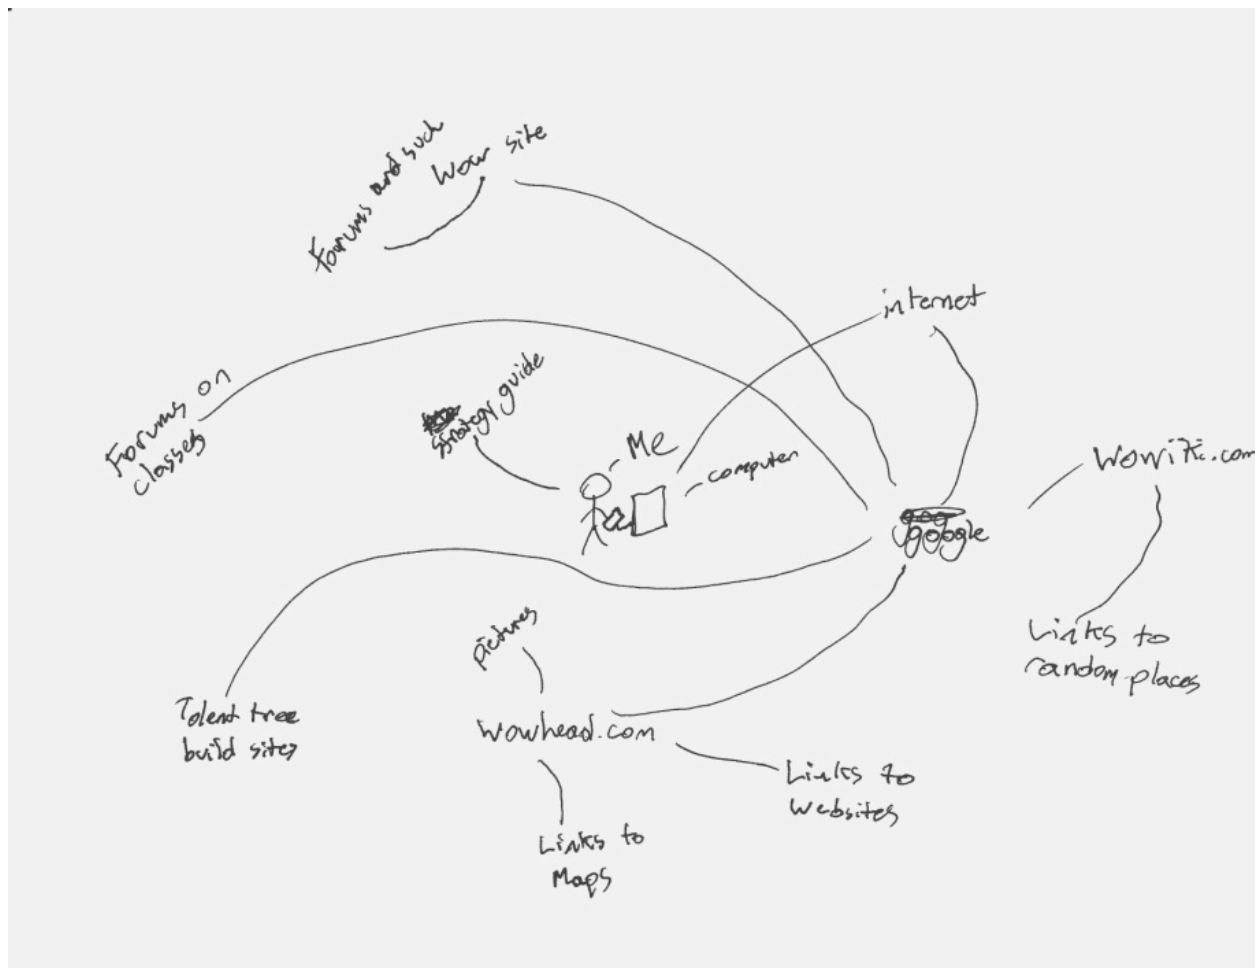 Forums and such
Wow site
internet
Forums on
classes
strategy guide
Me
computer
Wowiki.com
google
Links to
random places
pictures
Talent tree
build sites
wowhead.com
Links to
websites
Links to
Maps